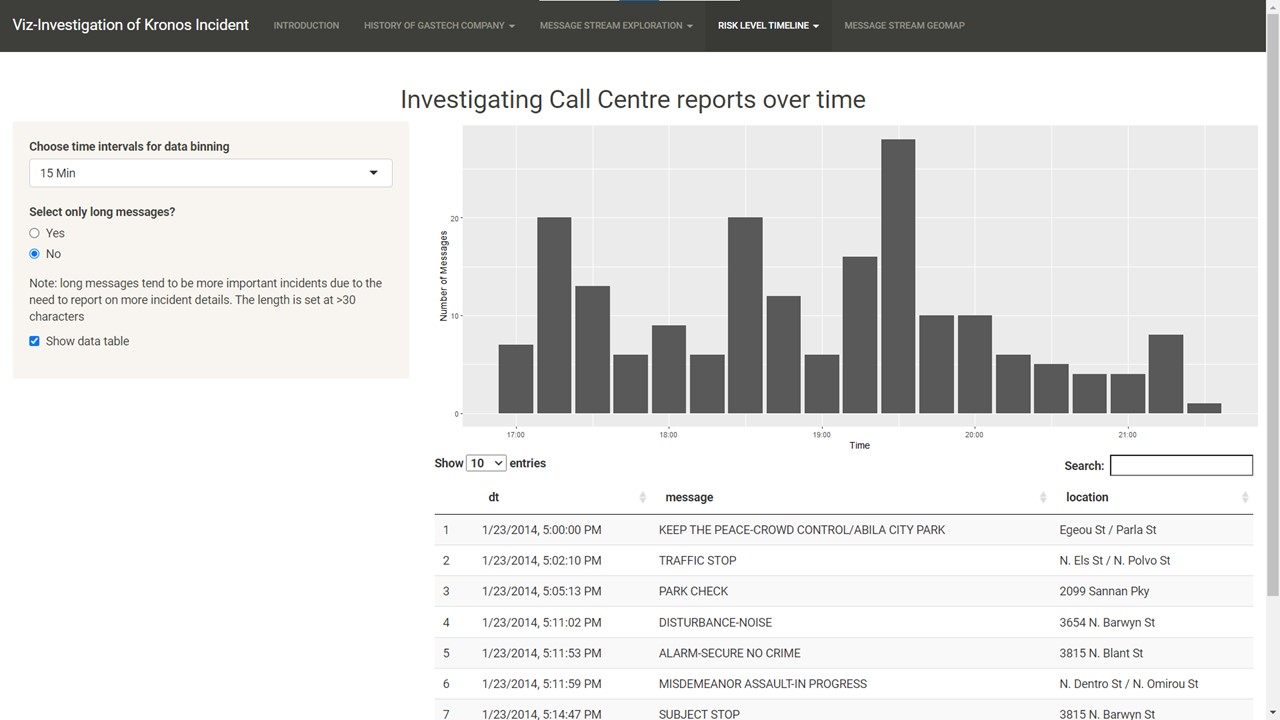 Viz-Investigation of Kronos Incident
INTRODUCTION
HISTORY OF GASTECH COMPANY
MESSAGE STREAM EXPLORATION
RISK LEVEL TIMELINE
MESSAGE STREAM GEOMAP
Investigating Call Centre reports over time
Choose time intervals for data binning
15 Min
Select only long messages?
Yes
No
Note: long messages tend to be more important incidents due to the
need to report on more incident details. The length is set at >30
characters
Show data table
Number of Messages
20
10
0
17:00
18:00
19:00
20:00
21:00
Time
Show 10 entries
Search:
dt message location
1 1/23/2014, 5:00:00 PM KEEP THE PEACE-CROWD CONTROL/ABILA CITY PARK Egeou St / Parla St
2 1/23/2014, 5:02:10 PM TRAFFIC STOP N. Els St / N. Polvo St
3 1/23/2014, 5:05:13 PM PARK CHECK 2099 Sannan Pky
4 1/23/2014, 5:11:02 PM DISTURBANCE-NOISE 3654 N. Barwyn St
5 1/23/2014, 5:11:53 PM ALARM-SECURE NO CRIME 3815 N. Blant St
6 1/23/2014, 5:11:59 PM MISDEMEANOR ASSAULT-IN PROGRESS N. Dentro St / N. Omirou St
7 1/23/2014, 5:14:47 PM SUBJECT STOP 3815 N. Barwyn St